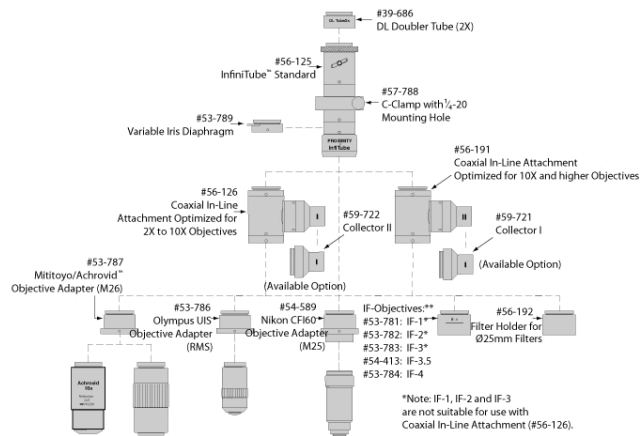 #39-686
DL Doubler Tube (2X)
#56-125
InfiniTube™ Standard
#57-788
C-Clamp with ¼-20
Mounting Hole
#53-789
Variable Iris Diaphragm
PROXIMITY
InfiTube
#56-191
Coaxial In-Line Attachment
Optimized for 10X and higher Objectives
#56-126
Coaxial In-Line
Attachment Optimized for
2X to 10X Objectives
I
II
#59-722
Collector II
#59-721
Collector I
I
I
(Available Option)
(Available Option)
#53-787
Mititoyo/Achrovid™
Objective Adapter (M26)
#53-786
Olympus UIS
Objective Adapter
(RMS)
#54-589
Nikon CFI60
Objective Adapter
(M25)
IF-Objectives:**
#53-781: IF-1*
#53-782: IF-2*
#53-783: IF-3*
#54-413: IF-3.5
#53-784: IF-4
#56-192
Filter Holder for
Ø25mm Filters
*Note: IF-1, IF-2 and IF-3
are not suitable for use with
Coaxial In-Line Attachment (#56-126).